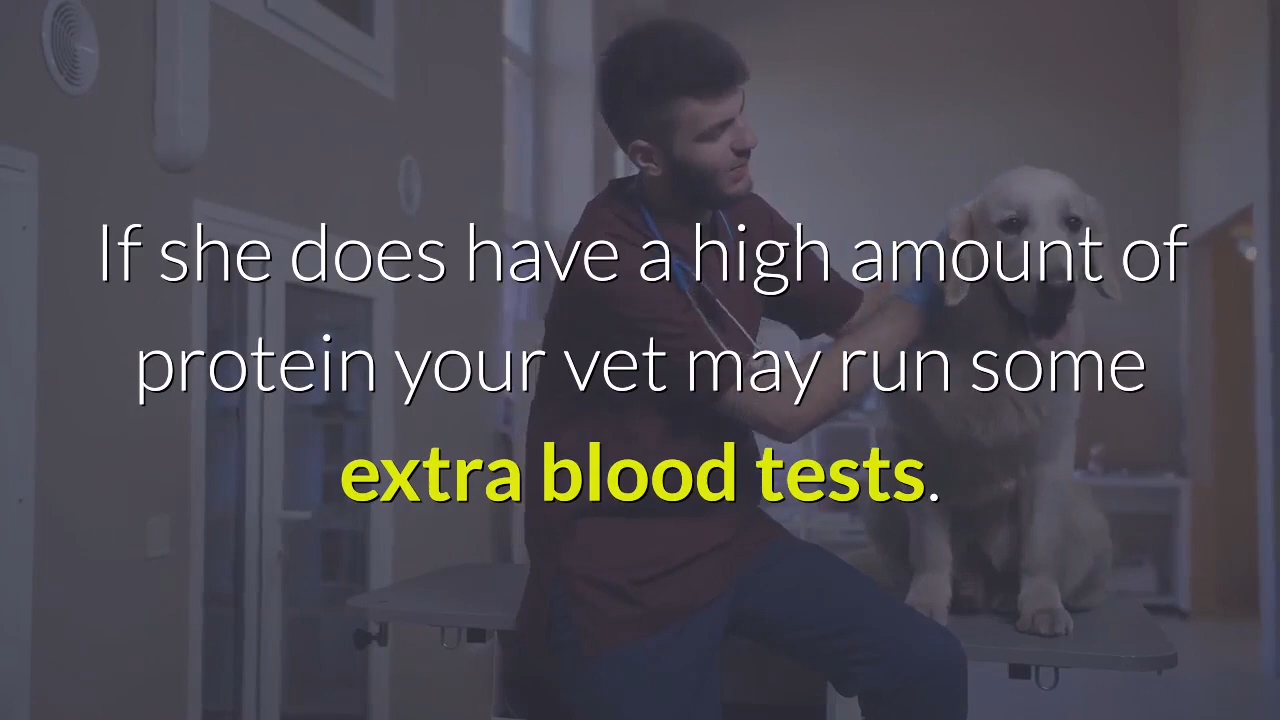 If she does have a high amount of
protein your vet may run some
extra blood tests.